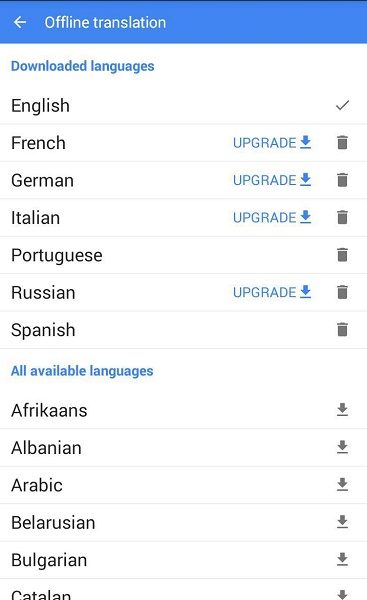 Offline translation
Downloaded languages
English
French UPGRADE
German UPGRADE
Italian UPGRADE
Portuguese
Russian UPGRADE
Spanish
All available languages
Afrikaans
Albanian
Arabic
Belarusian
Bulgarian
Catalan